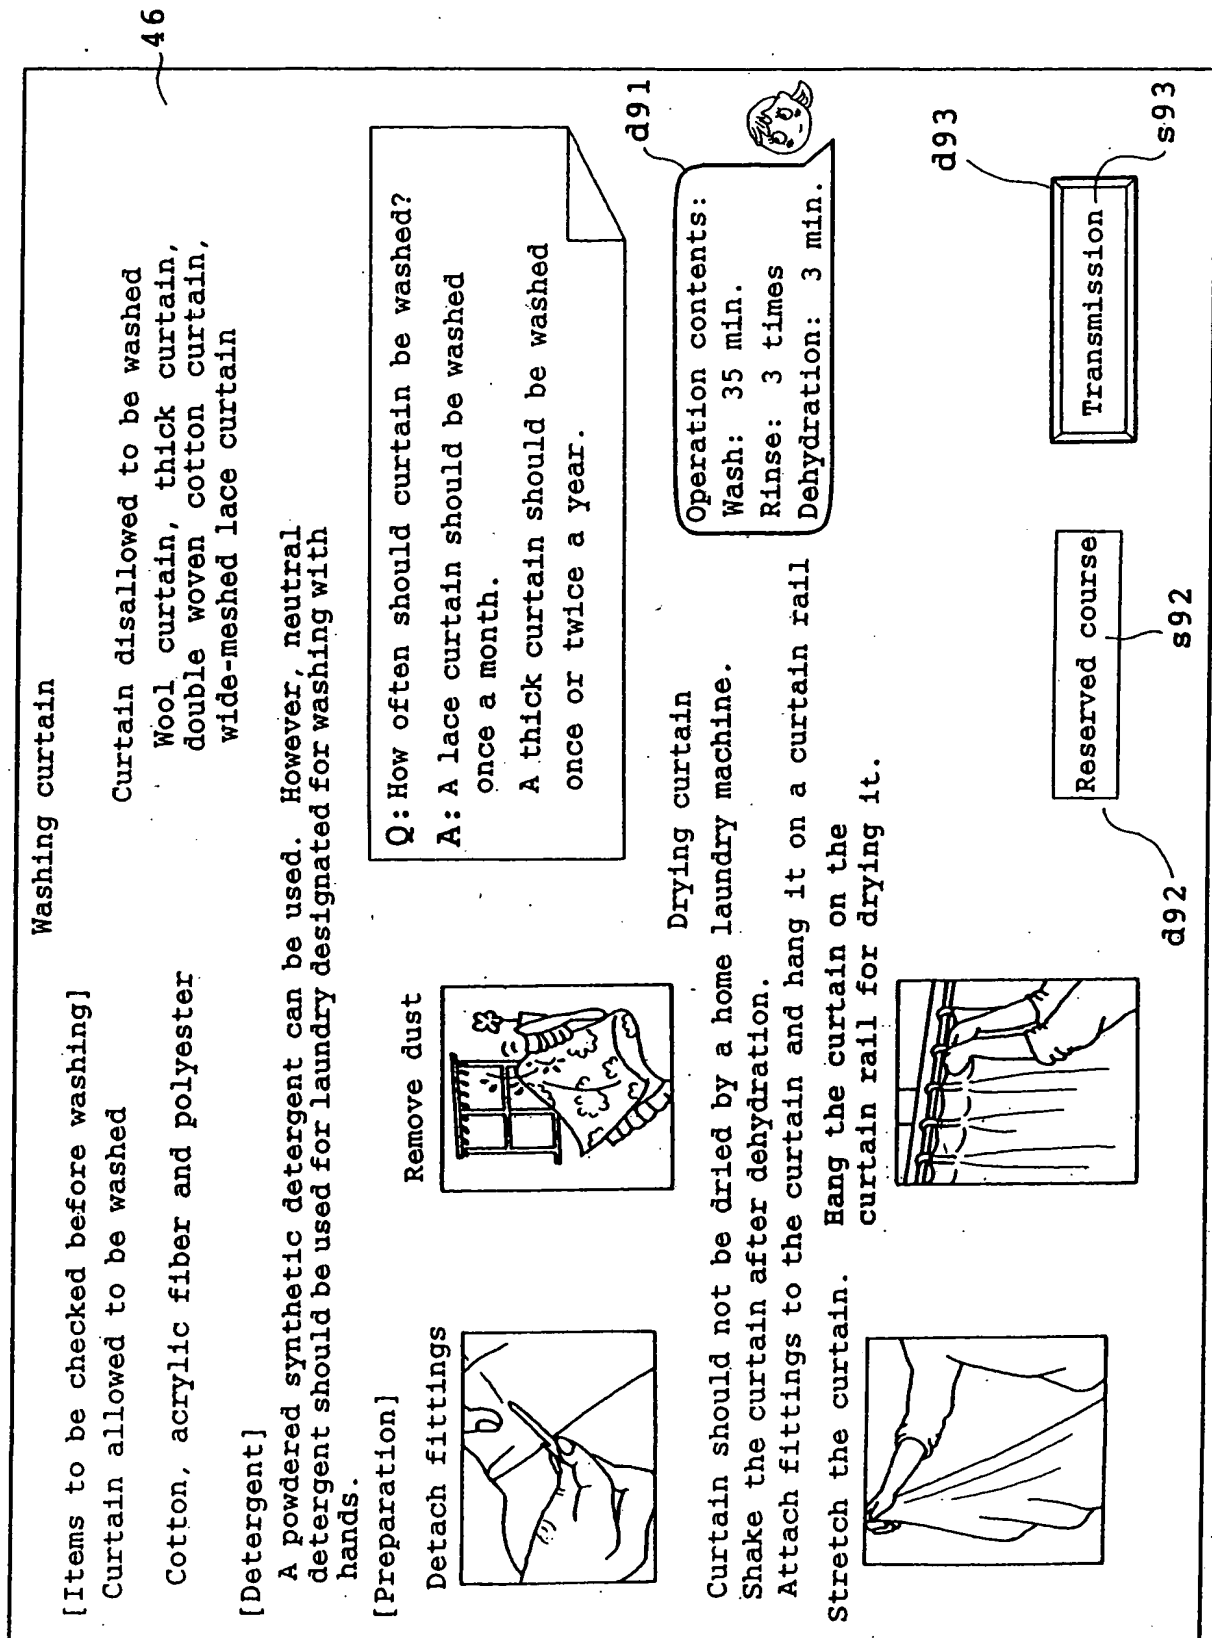 46
Washing curtain
[Items to be checked before washing]
Curtain allowed to be washed
Cotton, acrylic fiber and polyester
Curtain disallowed to be washed
Wool curtain, thick curtain,
double woven cotton curtain,
wide-meshed lace curtain
[Detergent]
A powdered synthetic detergent can be used. However, neutral
detergent should be used for laundry designated for washing with
hands.
[Preparation]
Detach fittings
Remove dust
Q: How often should curtain be washed?
A: A lace curtain should be washed
once a month.
A thick curtain should be washed
once or twice a year.
Drying curtain
Curtain should not be dried by a home laundry machine.
Shake the curtain after dehydration.
Attach fittings to the curtain and hang it on a curtain rail
Stretch the curtain.
Hang the curtain on the
curtain rail for drying it.
d91
Operation contents:
Wash: 35 min.
Rinse: 3 times
Dehydration: 3 min.
Reserved course
d92
s92
Transmission
d93
s93